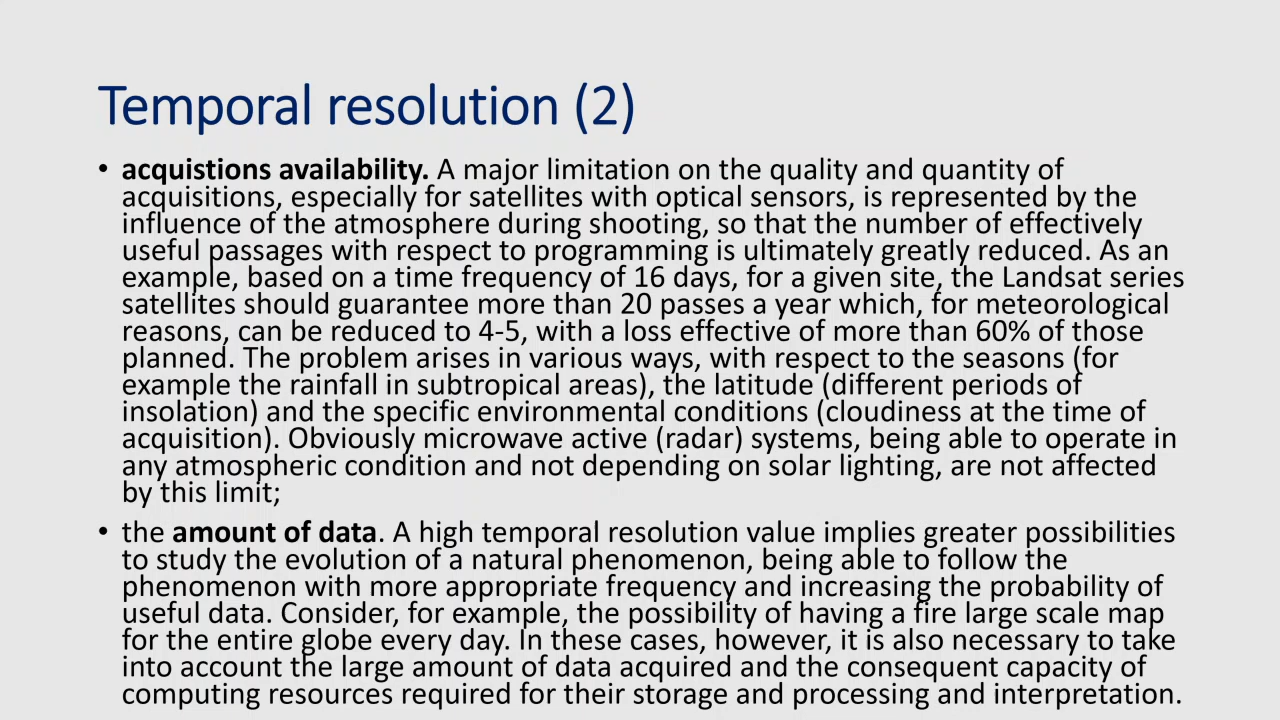 Temporal resolution (2)
• acquistions availability. A major limitation on the quality and quantity of
acquisitions, especially for satellites with optical sensors, is represented by the
influence of the atmosphere during shooting, so that the number of effectively
useful passages with respect to programming is ultimately greatly reduced. As an
example, based on a time frequency of 16 days, for a given site, the Landsat series
satellites should guarantee more than 20 passes a year which, for meteorological
reasons, can be reduced to 4-5, with a loss effective of more than 60% of those
planned. The problem arises in various ways, with respect to the seasons (for
example the rainfall in subtropical areas), the latitude (different periods of
insolation) and the specific environmental conditions (cloudiness at the time of
acquisition). Obviously microwave active (radar) systems, being able to operate in
any atmospheric condition and not depending on solar lighting, are not affected
by this limit;
• the amount of data. A high temporal resolution value implies greater possibilities
to study the evolution of a natural phenomenon, being able to follow the
phenomenon with more appropriate frequency and increasing the probability of
useful data. Consider, for example, the possibility of having a fire large scale map
for the entire globe every day. In these cases, however, it is also necessary to take
into account the large amount of data acquired and the consequent capacity of
computing resources required for their storage and processing and interpretation.